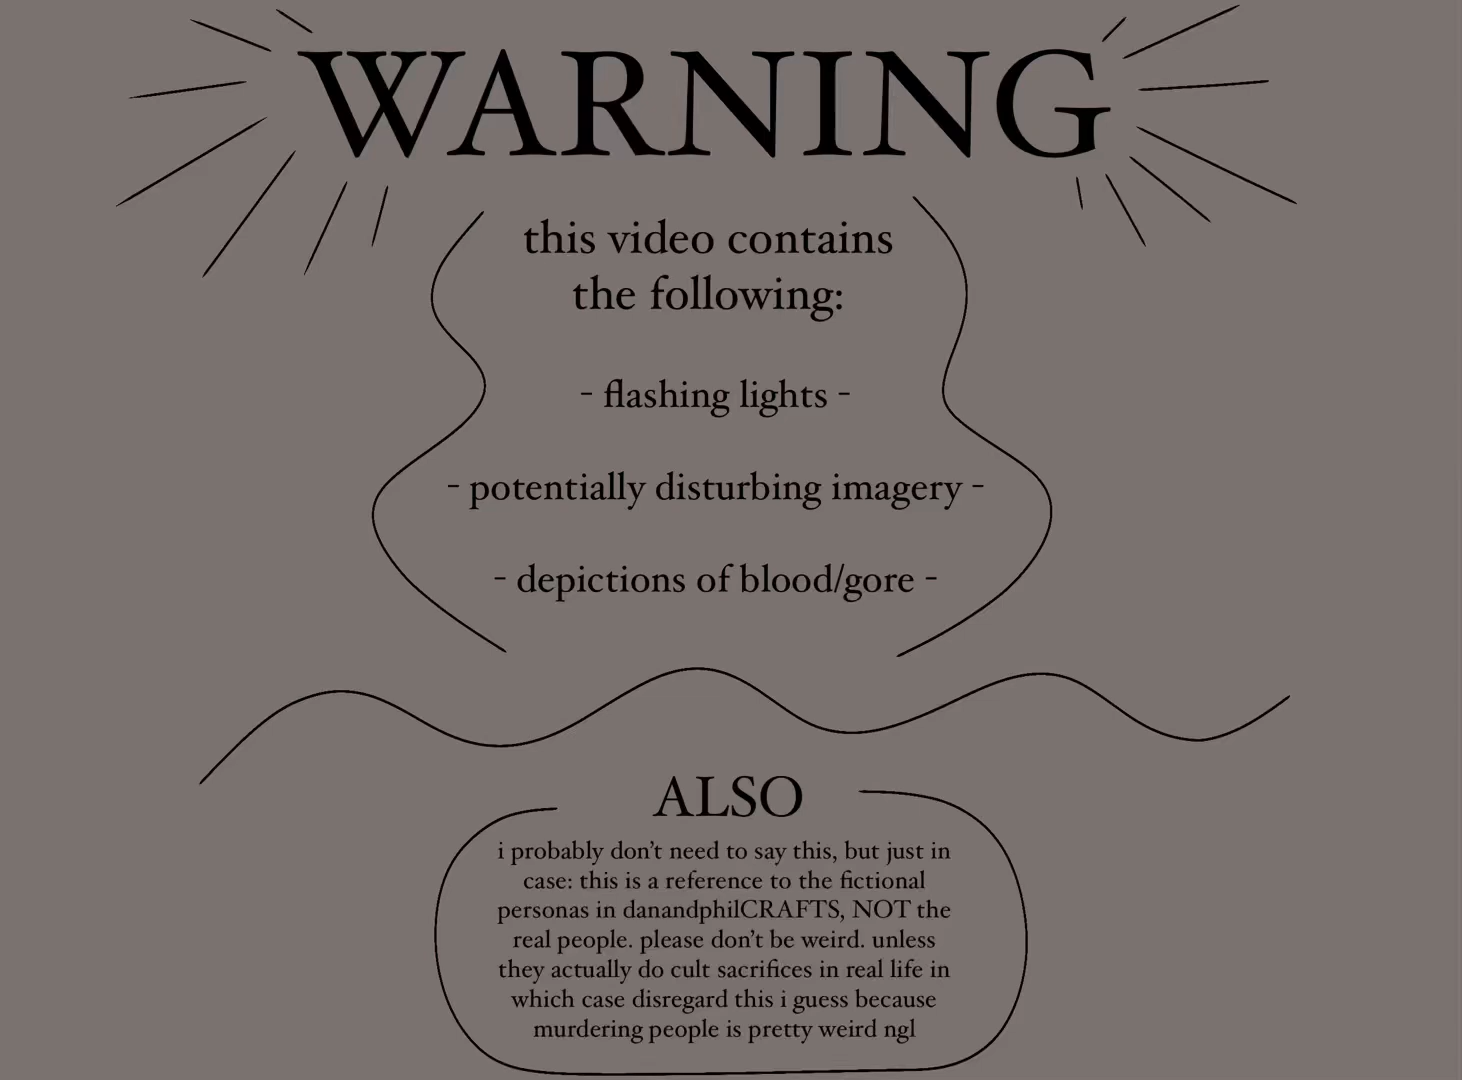 WARNING
this video contains
the following:
- flashing lights -
- potentially disturbing imagery -
- depictions of blood/gore -
ALSO
i probably don’t need to say this, but just in
case: this is a reference to the fictional
personas in danandphilCRAFTS, NOT the
real people. please don’t be weird. unless
they actually do cult sacrifices in real life in
which case disregard this i guess because
murdering people is pretty weird ngl